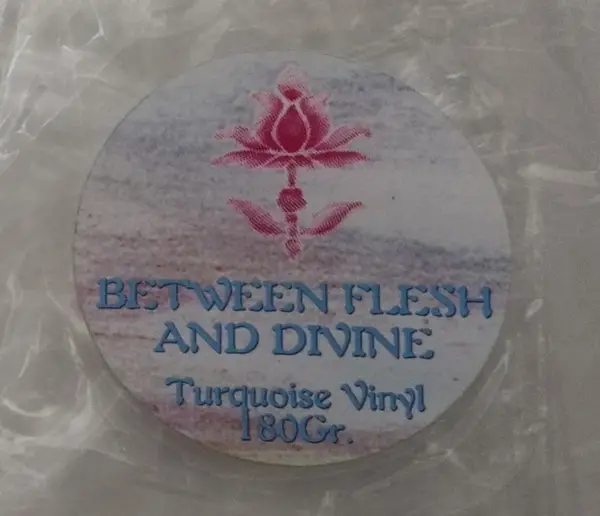 BETWEEN FLESH
AND DIVINE
Turquoise Vinyl
180Gr.